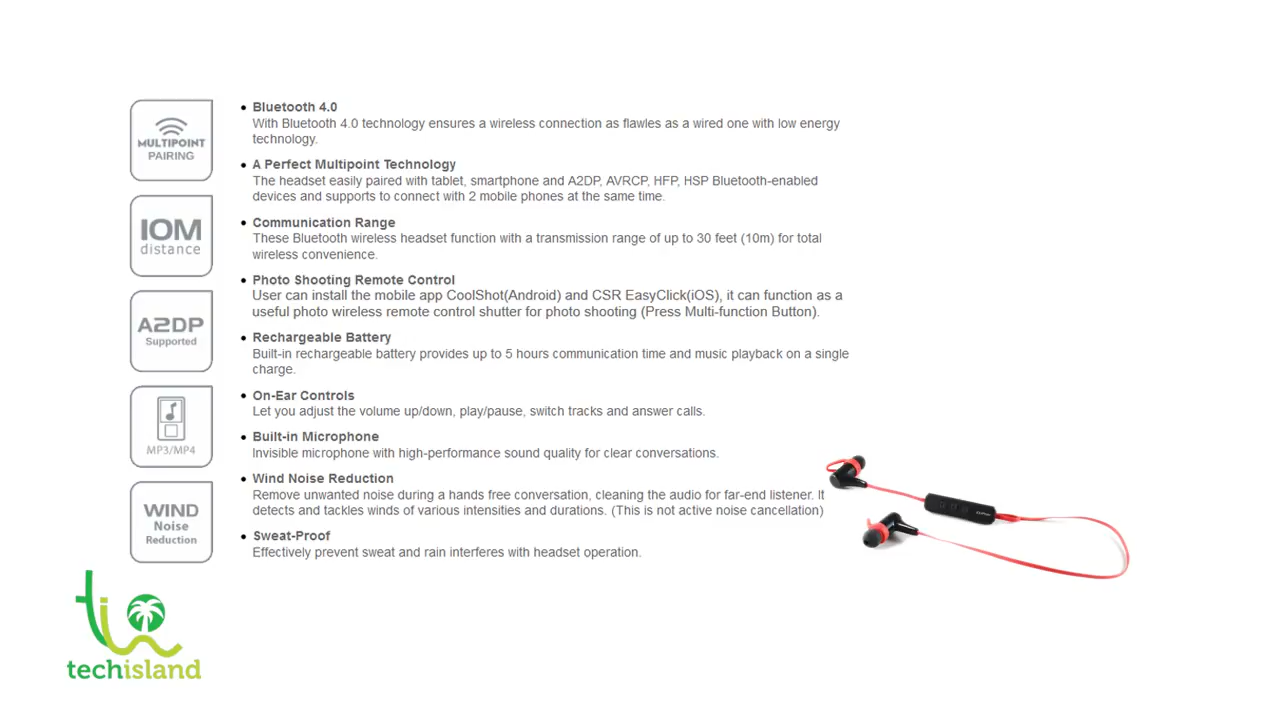 MULTIPOINT
PAIRING
10M
distance
A2DP
Supported
MP3/MP4
WIND
Noise
Reduction
• Bluetooth 4.0
With Bluetooth 4.0 technology ensures a wireless connection as flawles as a wired one with low energy
technology.
• A Perfect Multipoint Technology
The headset easily paired with tablet, smartphone and A2DP, AVRCP, HFP, HSP Bluetooth-enabled
devices and supports to connect with 2 mobile phones at the same time.
• Communication Range
These Bluetooth wireless headset function with a transmission range of up to 30 feet (10m) for total
wireless convenience.
• Photo Shooting Remote Control
User can install the mobile app CoolShot(Android) and CSR EasyClick(iOS), it can function as a
useful photo wireless remote control shutter for photo shooting (Press Multi-function Button).
• Rechargeable Battery
Built-in rechargeable battery provides up to 5 hours communication time and music playback on a single
charge.
• On-Ear Controls
Let you adjust the volume up/down, play/pause, switch tracks and answer calls.
• Built-in Microphone
Invisible microphone with high-performance sound quality for clear conversations.
• Wind Noise Reduction
Remove unwanted noise during a hands free conversation, cleaning the audio for far-end listener. It
detects and tackles winds of various intensities and durations. (This is not active noise cancellation)
• Sweat-Proof
Effectively prevent sweat and rain interferes with headset operation.
techisland